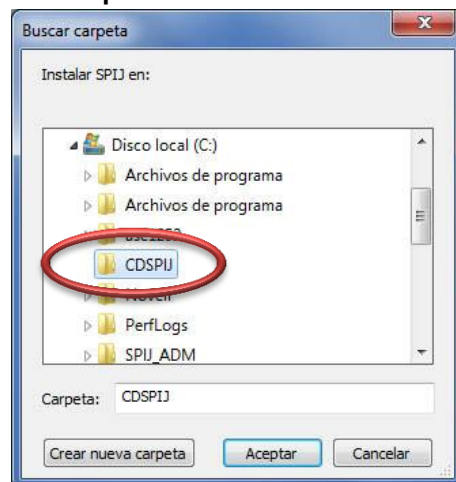 Buscar carpeta
Instalar SPIJ en:
Disco local (C:)
Archivos de programa
Archivos de programa
CDSPIJ
Novell
PerfLogs
SPIJ_ADM
Carpeta: CDSPIJ
Crear nueva carpeta Aceptar Cancelar